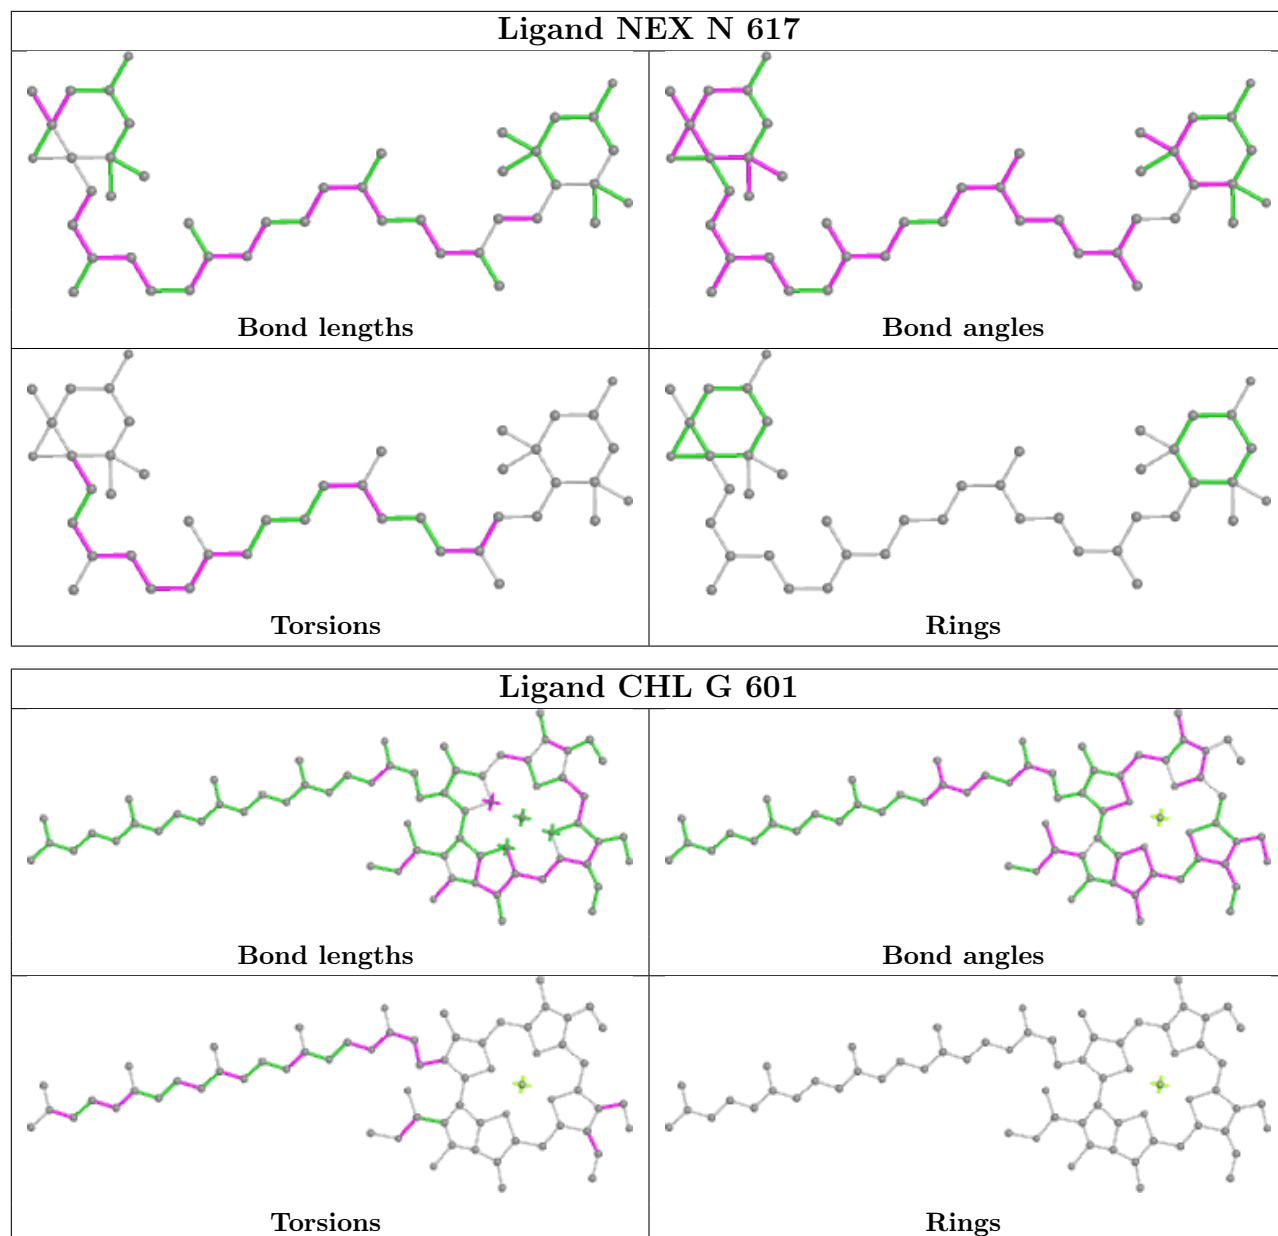 Ligand NEX N 617
Bond lengths
Bond angles
Torsions
Rings
Ligand CHL G 601
Bond lengths
Bond angles
Torsions
Rings